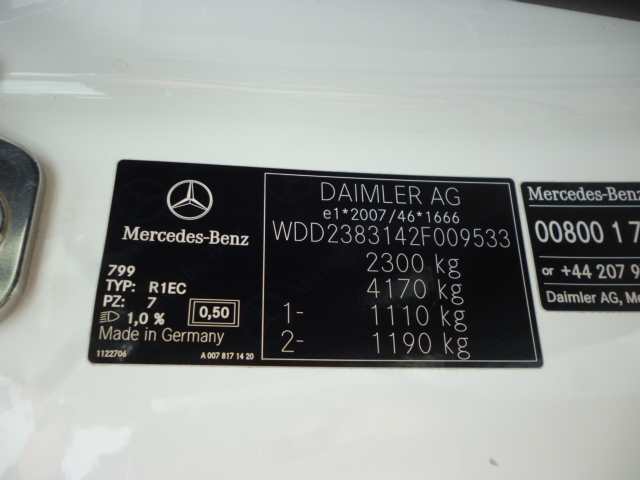 DAIMLER AG
e1*2007/46*1666
WDD2383142F009533
2300 kg
4170 kg
1- 1110 kg
2- 1190 kg
Mercedes-Benz
799
TYP: R1EC
PZ: 7
1,0 % 0,50
Made in Germany
1122706 A 007 817 14 20
Mercedes-Benz
00800 1 7
or +44 207 9
Daimler AG,